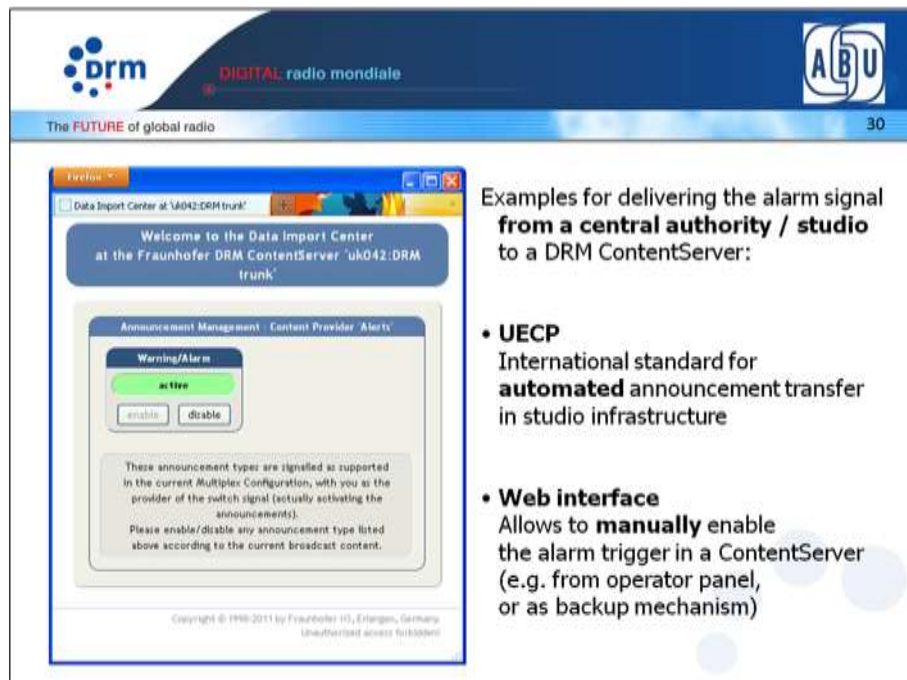 Drm
DIGITAL radio mondiale
ABU
The FUTURE of global radio
30
Firefox
Data Import Center at 'uk042:DRM trunk'
+
Welcome to the Data Import Center
at the Fraunhofer DRM ContentServer 'uk042:DRM
trunk'
Announcement Management - Content Provider 'Alerts'
Warning/Alarm
active
enable disable
These announcement types are signalled as supported
in the current Multiplex Configuration, with you as the
provider of the switch signal (actually activating the
announcements).
Please enable/disable any announcement type listed
above according to the current broadcast content.
Copyright © 1998-2011 by Fraunhofer IIS, Erlangen, Germany.
Unauthorized access forbidden!
Examples for delivering the alarm signal
from a central authority / studio
to a DRM ContentServer:
• UECP
International standard for
automated announcement transfer
in studio infrastructure
• Web interface
Allows to manually enable
the alarm trigger in a ContentServer
(e.g. from operator panel,
or as backup mechanism)